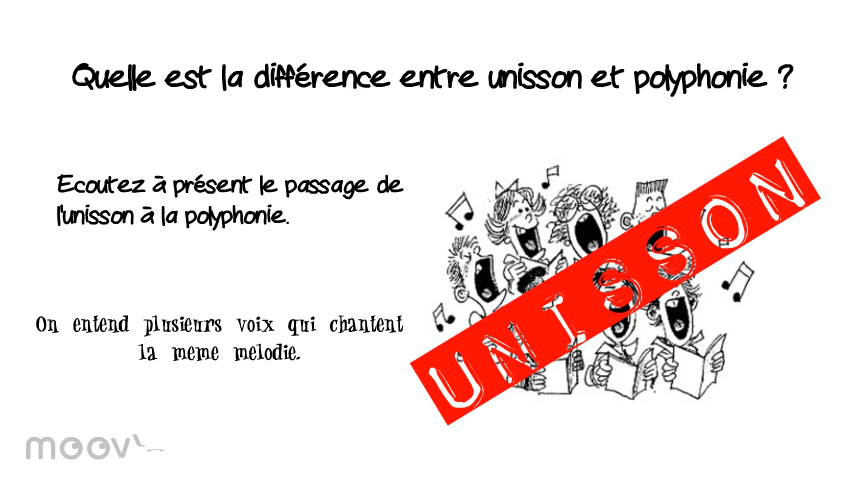 Quelle est la différence entre unisson et polyphonie ?
Ecoutez à présent le passage de
l'unisson à la polyphonie.
On entend plusieurs voix qui chantent
la meme melodie.
UNISSON
moov